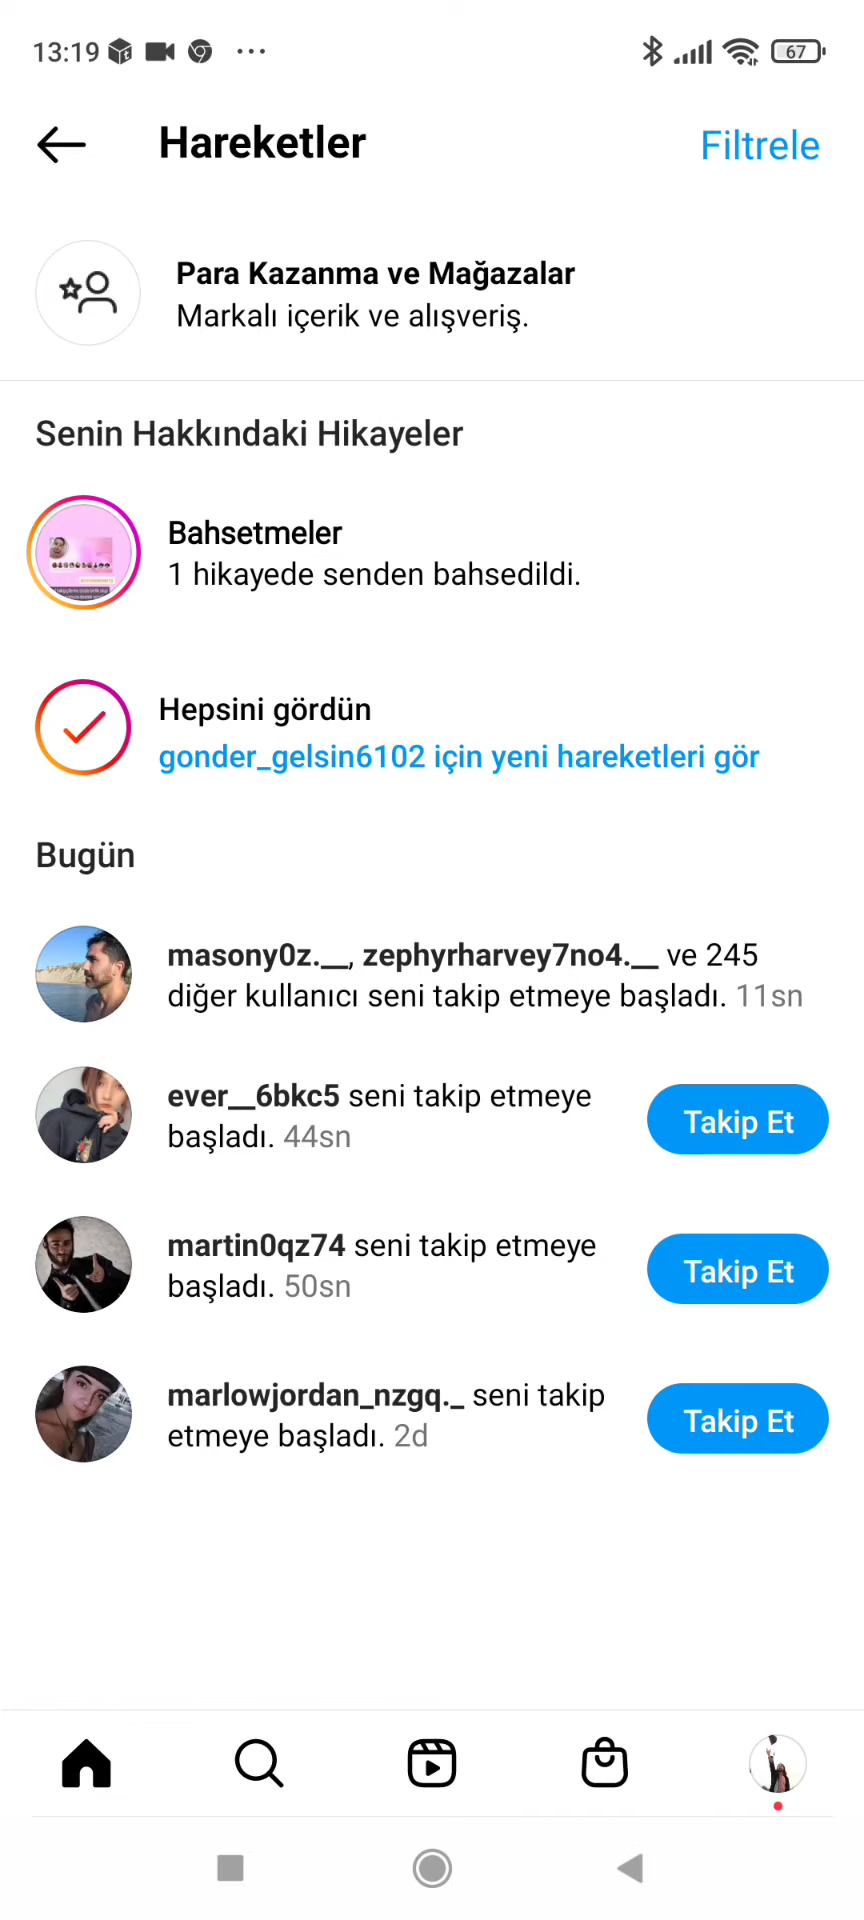 13:19
67
Hareketler
Filtrele
Para Kazanma ve Mağazalar
Markalı içerik ve alışveriş.
Senin Hakkındaki Hikayeler
Bahsetmeler
1 hikayede senden bahsedildi.
Hepsini gördün
gonder_gelsin6102 için yeni hareketleri gör
Bugün
masony0z.__, zephyrharvey7no4.__ ve 245
diğer kullanıcı seni takip etmeye başladı. 11sn
ever__6bkc5 seni takip etmeye
başladı. 44sn
Takip Et
martin0qz74 seni takip etmeye
başladı. 50sn
Takip Et
marlowjordan_nzgq._ seni takip
etmeye başladı. 2d
Takip Et